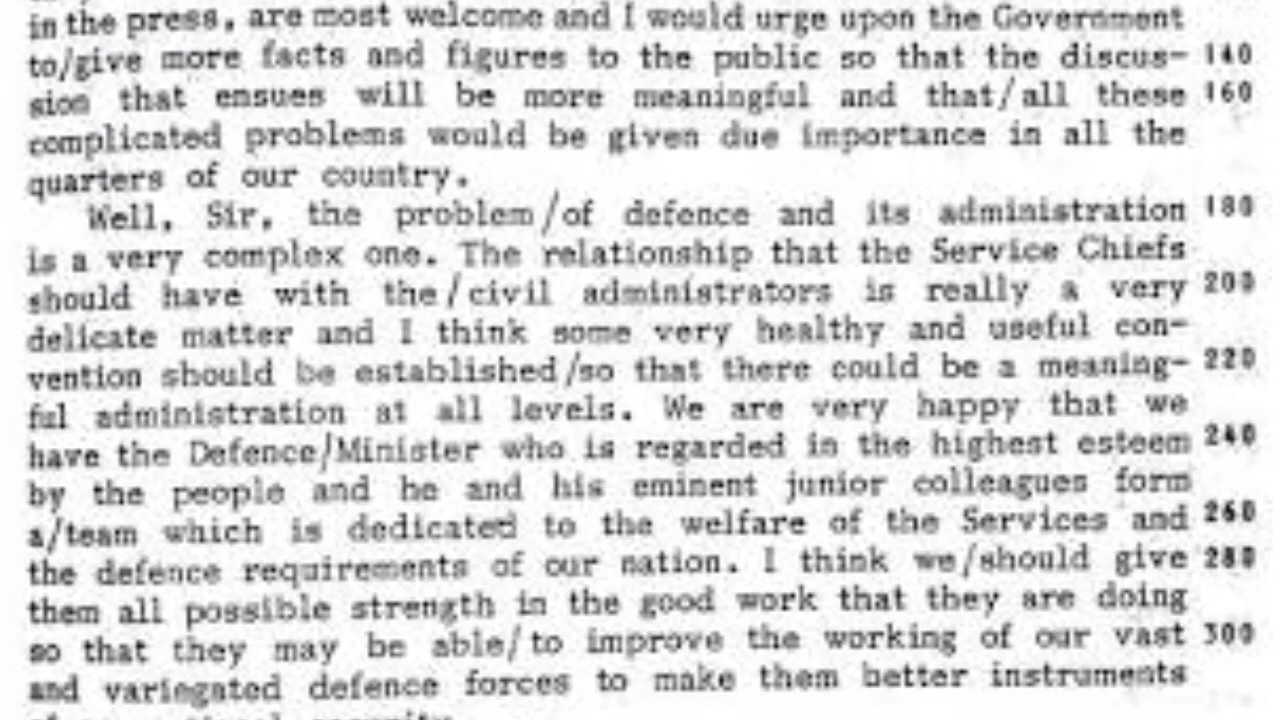 in the press, are most welcome and I would urge upon the Government
to/give more facts and figures to the public so that the discus- 140
sion that ensues will be more meaningful and that/all these 160
complicated problems would be given due importance in all the
quarters of our country.
Well, Sir, the problem/of defence and its administration 180
is a very complex one. The relationship that the Service Chiefs
should have with the/civil administrators is really a very 200
delicate matter and I think some very healthy and useful con-
vention should be established/so that there could be a meaning- 220
ful administration at all levels. We are very happy that we
have the Defence/Minister who is regarded in the highest esteem 240
by the people and he and his eminent junior colleagues form
a/team which is dedicated to the welfare of the Services and 260
the defence requirements of our nation. I think we/should give 280
them all possible strength in the good work that they are doing
so that they may be able/to improve the working of our vast 300
and variegated defence forces to make them better instruments
security.